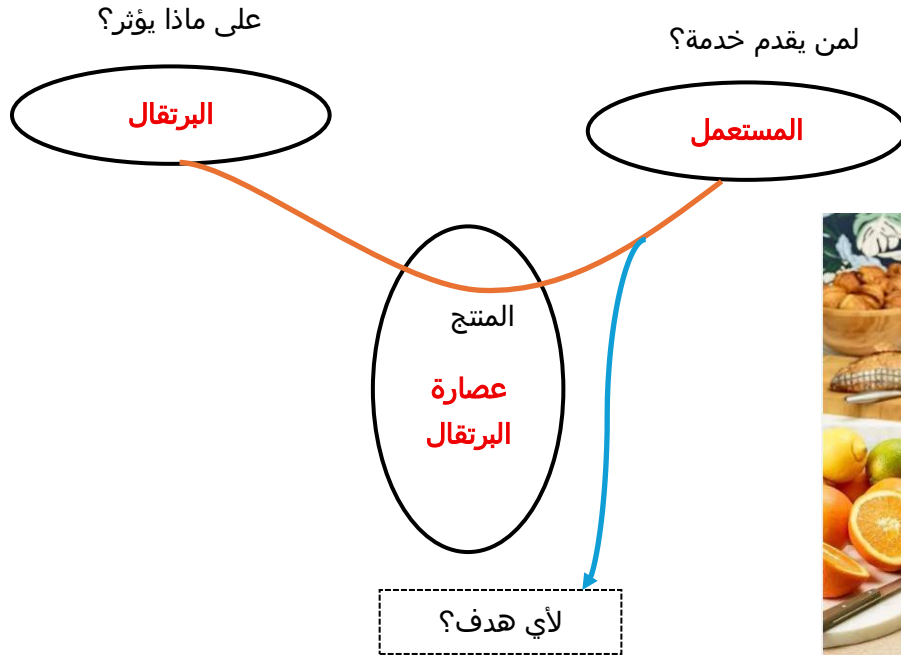 لمن يقدم خدمة؟
على ماذا يؤثر؟
المستعمل
البرتقال
المنتج
عصارة
البرتقال
لأي هدف؟